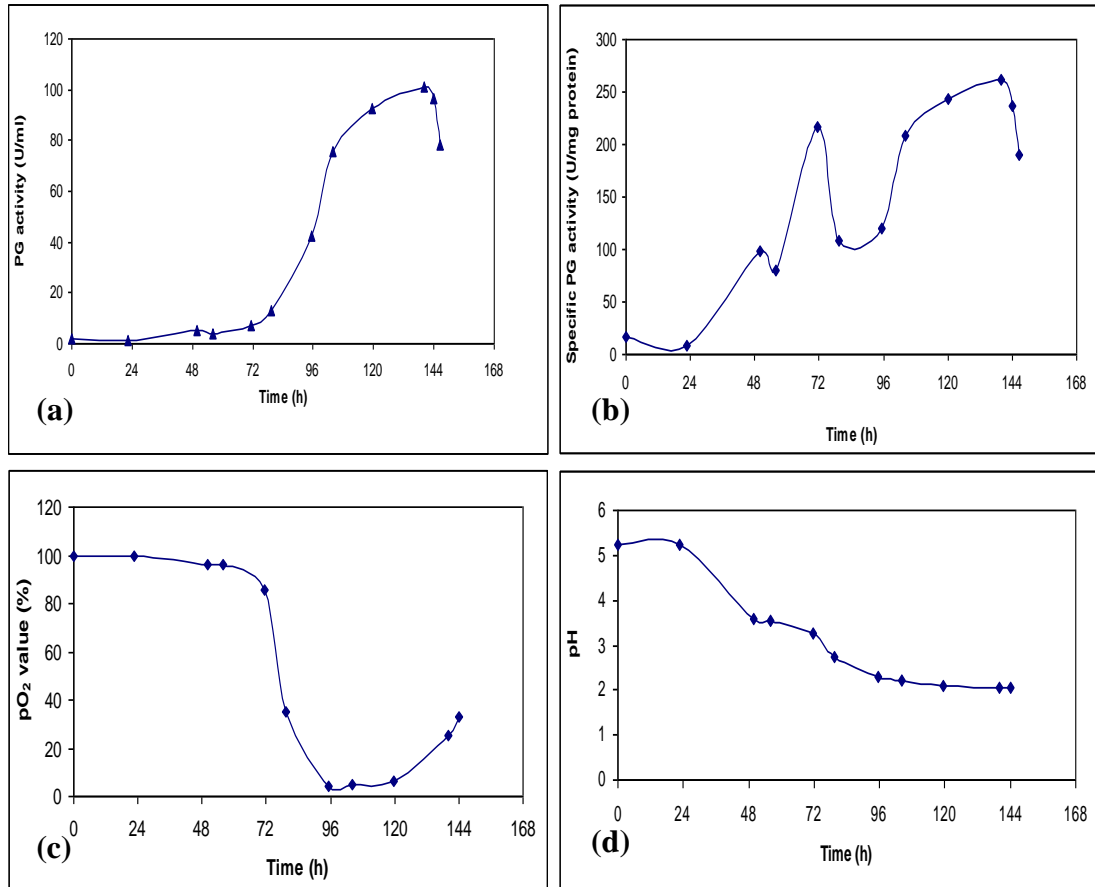 PG activity (U/ml)
120
100
80
60
40
20
0
0 24 48 72 96 120 144 168
Time (h)
(a)
Specific PG activity (U/mg protein)
300
250
200
150
100
50
0
0 24 48 72 96 120 144 168
Time (h)
(b)
pO₂ value (%)
120
100
80
60
40
20
0
0 24 48 72 96 120 144 168
Time (h)
(c)
pH
6
5
4
3
2
1
0
0 24 48 72 96 120 144 168
Time (h)
(d)